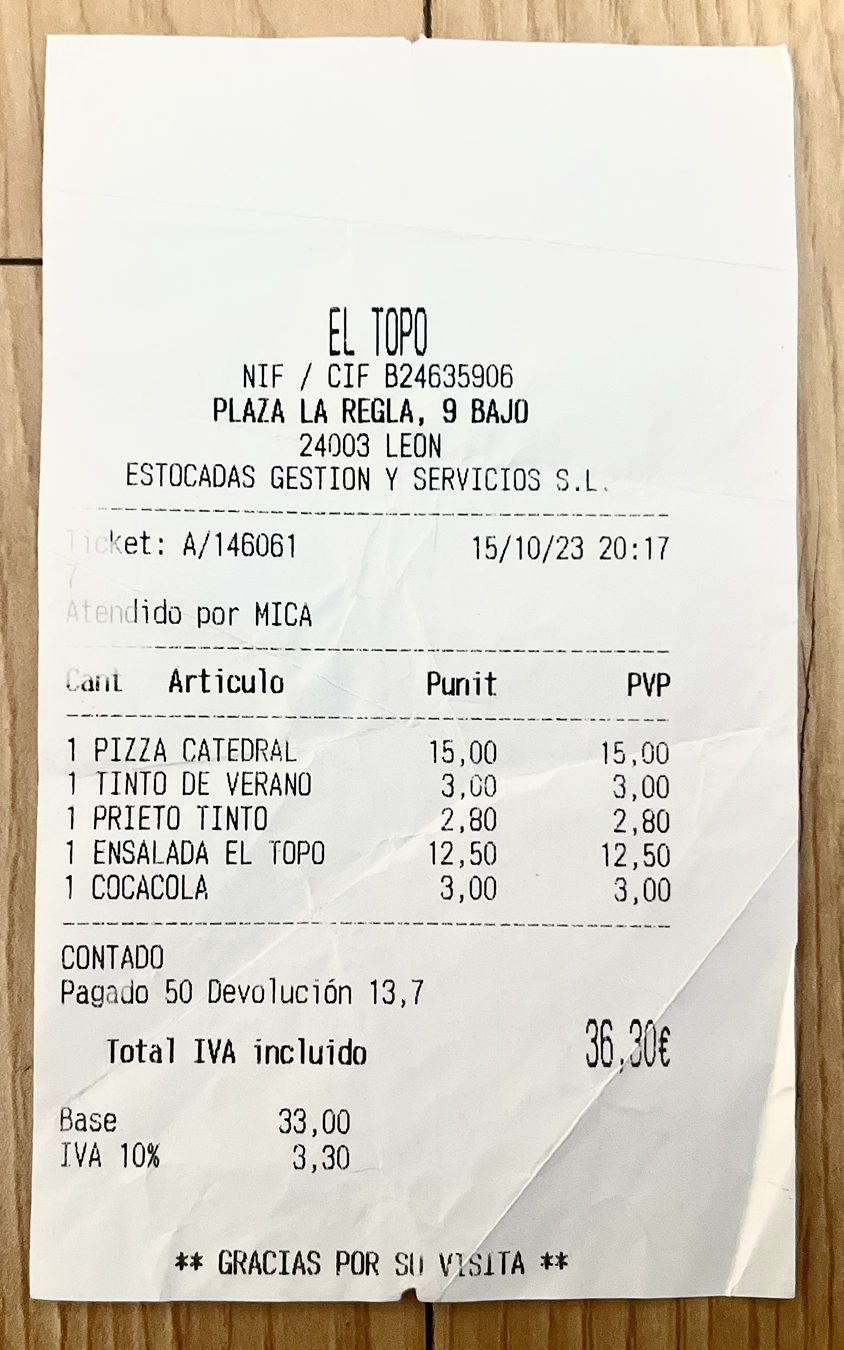 EL TOPO
NIF / CIF B24635906
PLAZA LA REGLA, 9 BAJO
24003 LEON
ESTOCADAS GESTION Y SERVICIOS S.L.
Ticket: A/146061 15/10/23 20:17
7
Atendido por MICA
Cant Articulo Punit PVP
1 PIZZA CATEDRAL 15,00 15,00
1 TINTO DE VERANO 3,00 3,00
1 PRIETO TINTO 2,80 2,80
1 ENSALADA EL TOPO 12,50 12,50
1 COCACOLA 3,00 3,00
CONTADO
Pagado 50 Devolución 13,7
Total IVA incluido 36,30€
Base 33,00
IVA 10% 3,30
** GRACIAS POR SU VISITA **